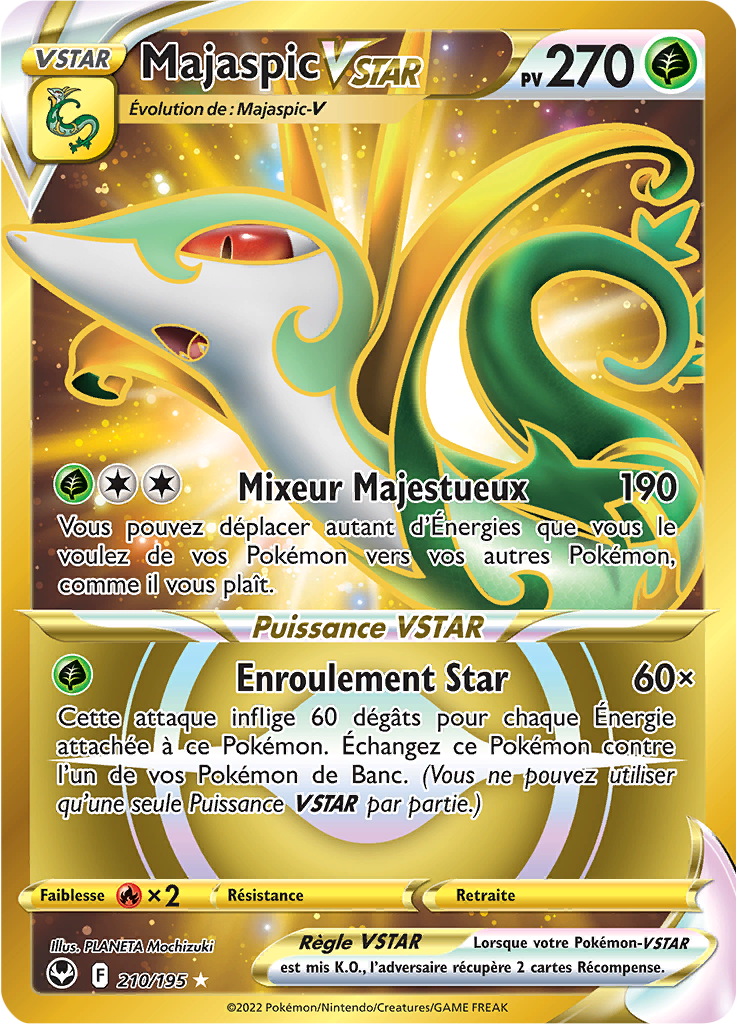 VSTAR
Majaspic VSTAR
PV 270
Évolution de : Majaspic-V
Mixeur Majestueux 190
Vous pouvez déplacer autant d'Énergies que vous le
voulez de vos Pokémon vers vos autres Pokémon,
comme il vous plaît.
Puissance VSTAR
Enroulement Star 60×
Cette attaque inflige 60 dégâts pour chaque Énergie
attachée à ce Pokémon. Échangez ce Pokémon contre
l'un de vos Pokémon de Banc. (Vous ne pouvez utiliser
qu'une seule Puissance VSTAR par partie.)
Faiblesse ×2 Résistance Retraite
Illus. PLANETA Mochizuki
F 210/195
Règle VSTAR Lorsque votre Pokémon-VSTAR
est mis K.O., l'adversaire récupère 2 cartes Récompense.
©2022 Pokémon/Nintendo/Creatures/GAME FREAK